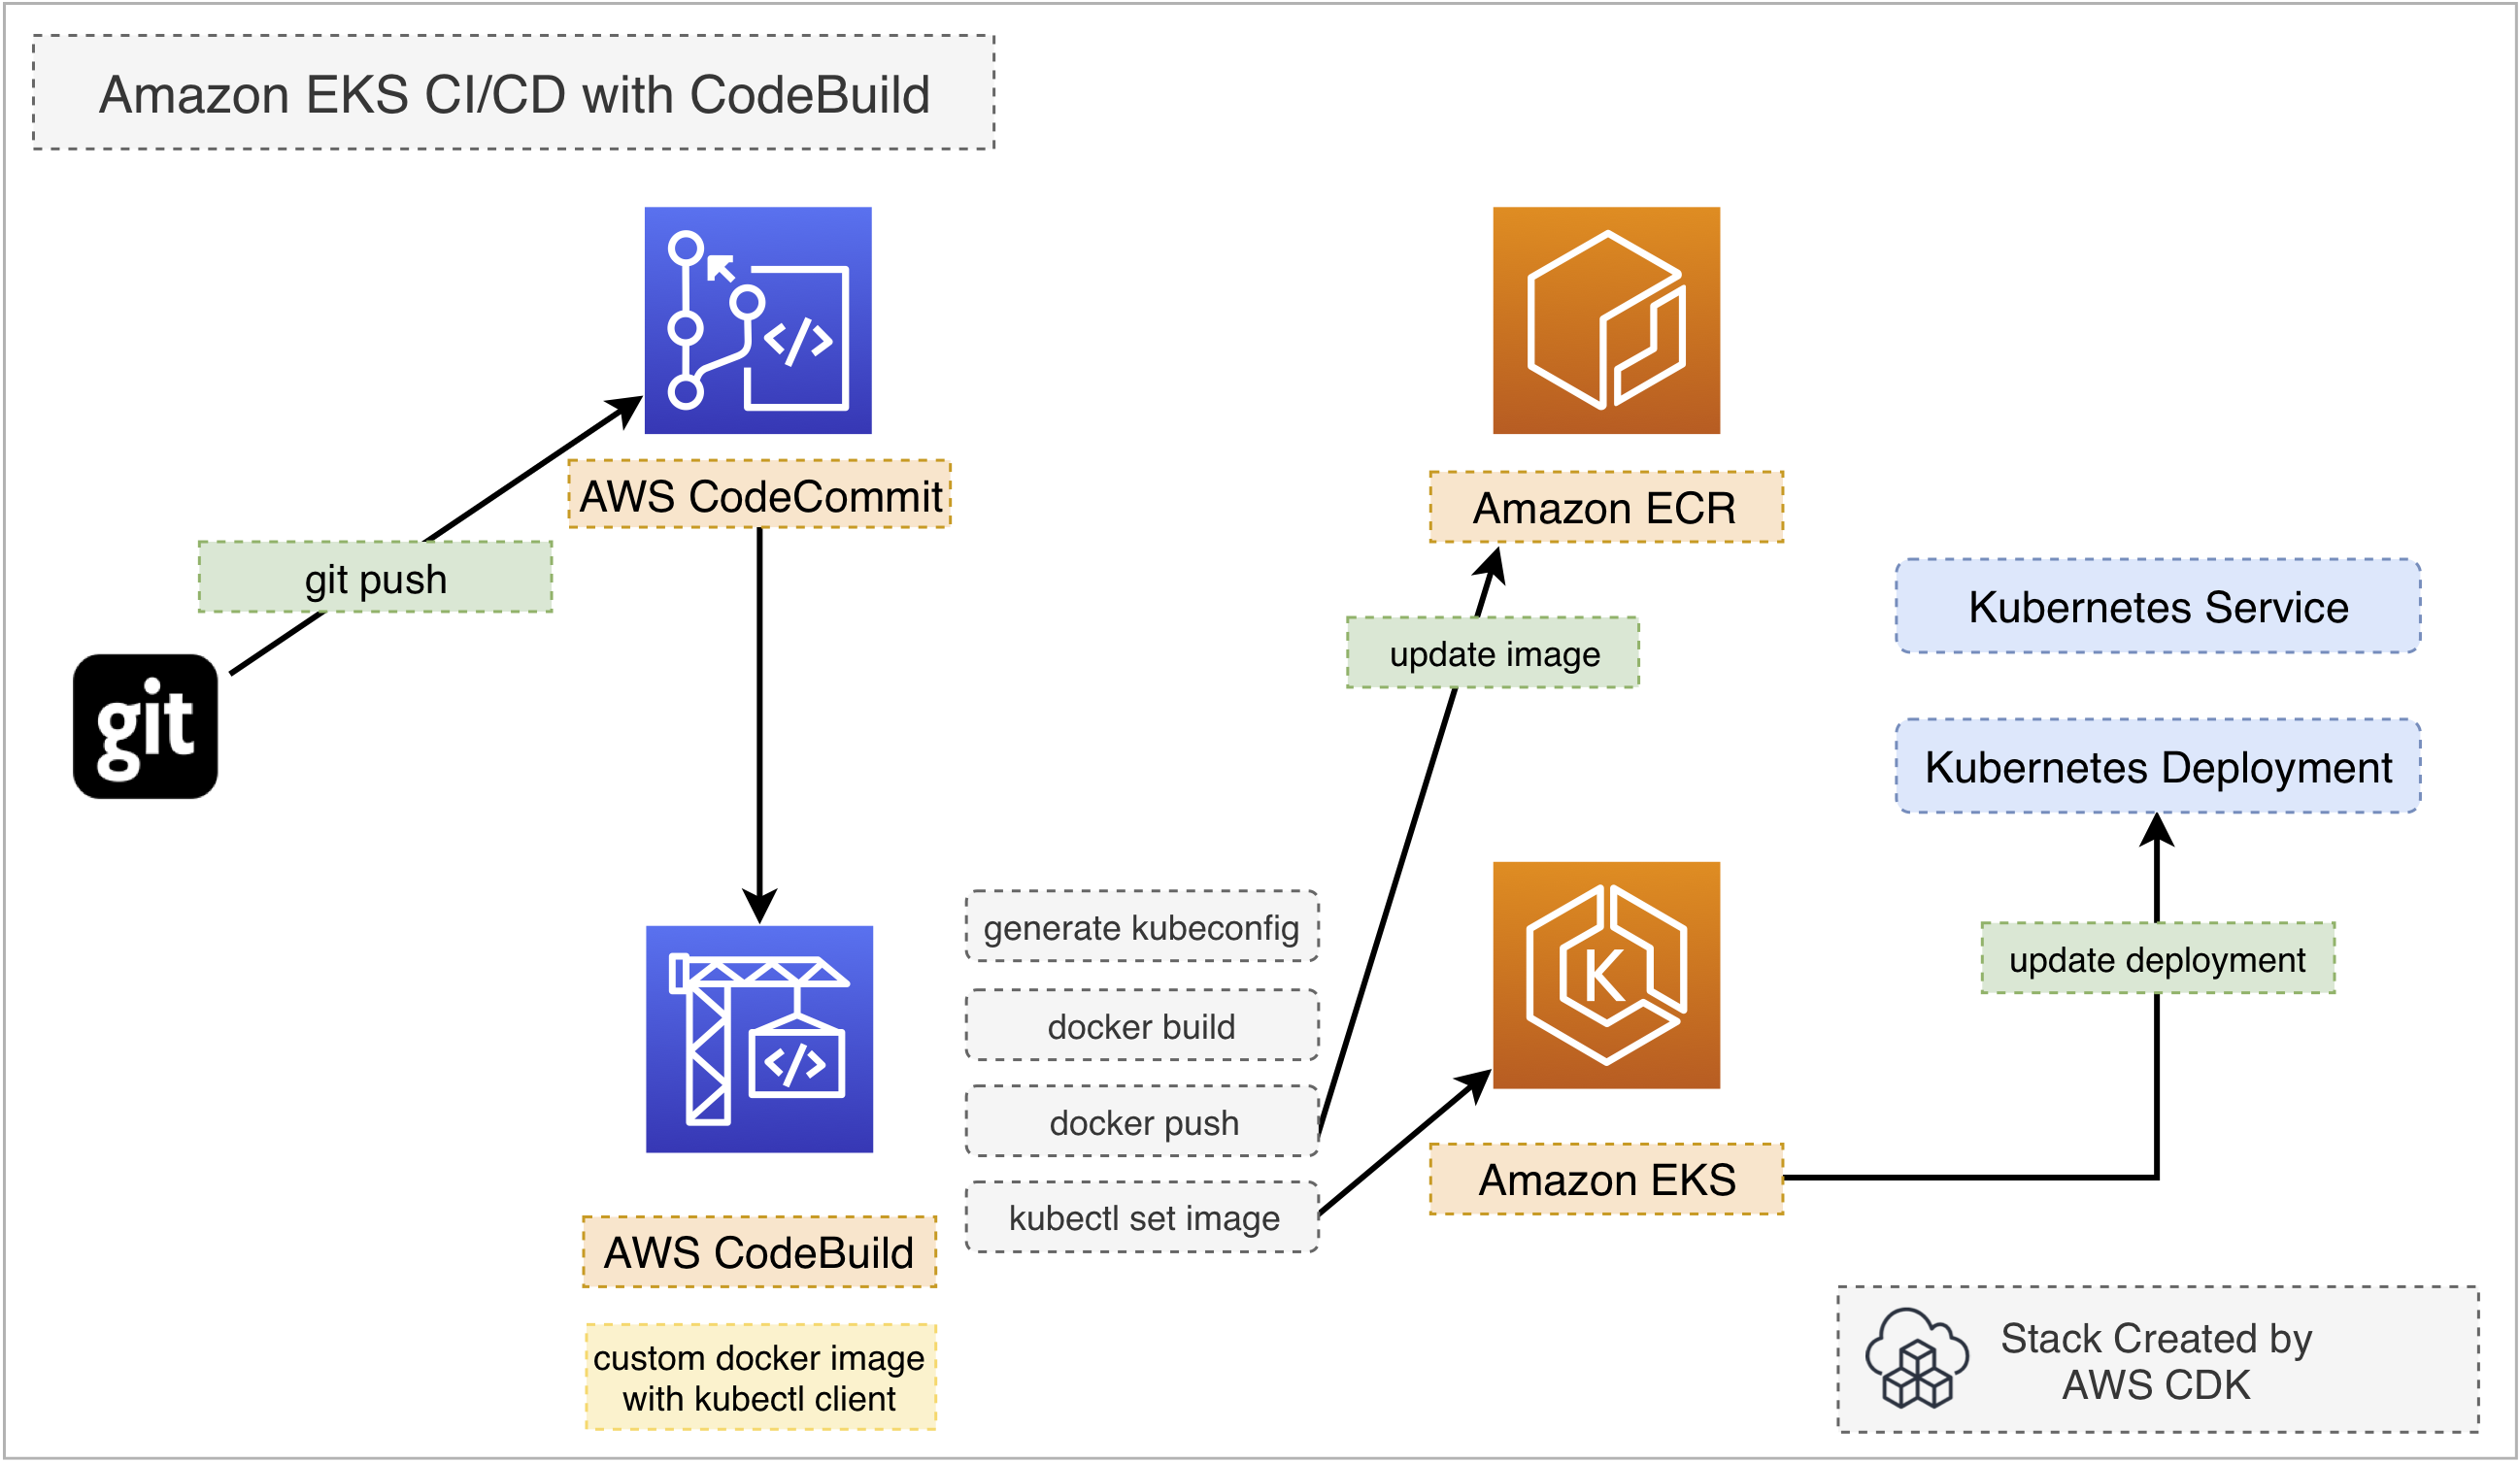 Amazon EKS CI/CD with CodeBuild
AWS CodeCommit
git push
git
Amazon ECR
update image
Kubernetes Service
Kubernetes Deployment
update deployment
generate kubeconfig
docker build
docker push
kubectl set image
K
Amazon EKS
AWS CodeBuild
custom docker image
with kubectl client
Stack Created by
AWS CDK